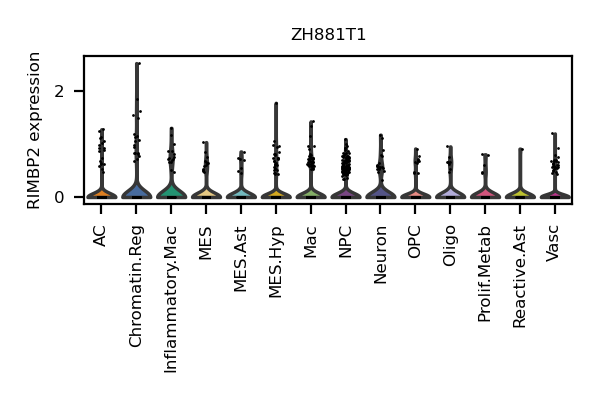 ZH881T1
RIMBP2 expression
2
0
AC
Chromatin.Reg
Inflammatory.Mac
MES
MES.Ast
MES.Hyp
Mac
NPC
Neuron
OPC
Oligo
Prolif.Metab
Reactive.Ast
Vasc